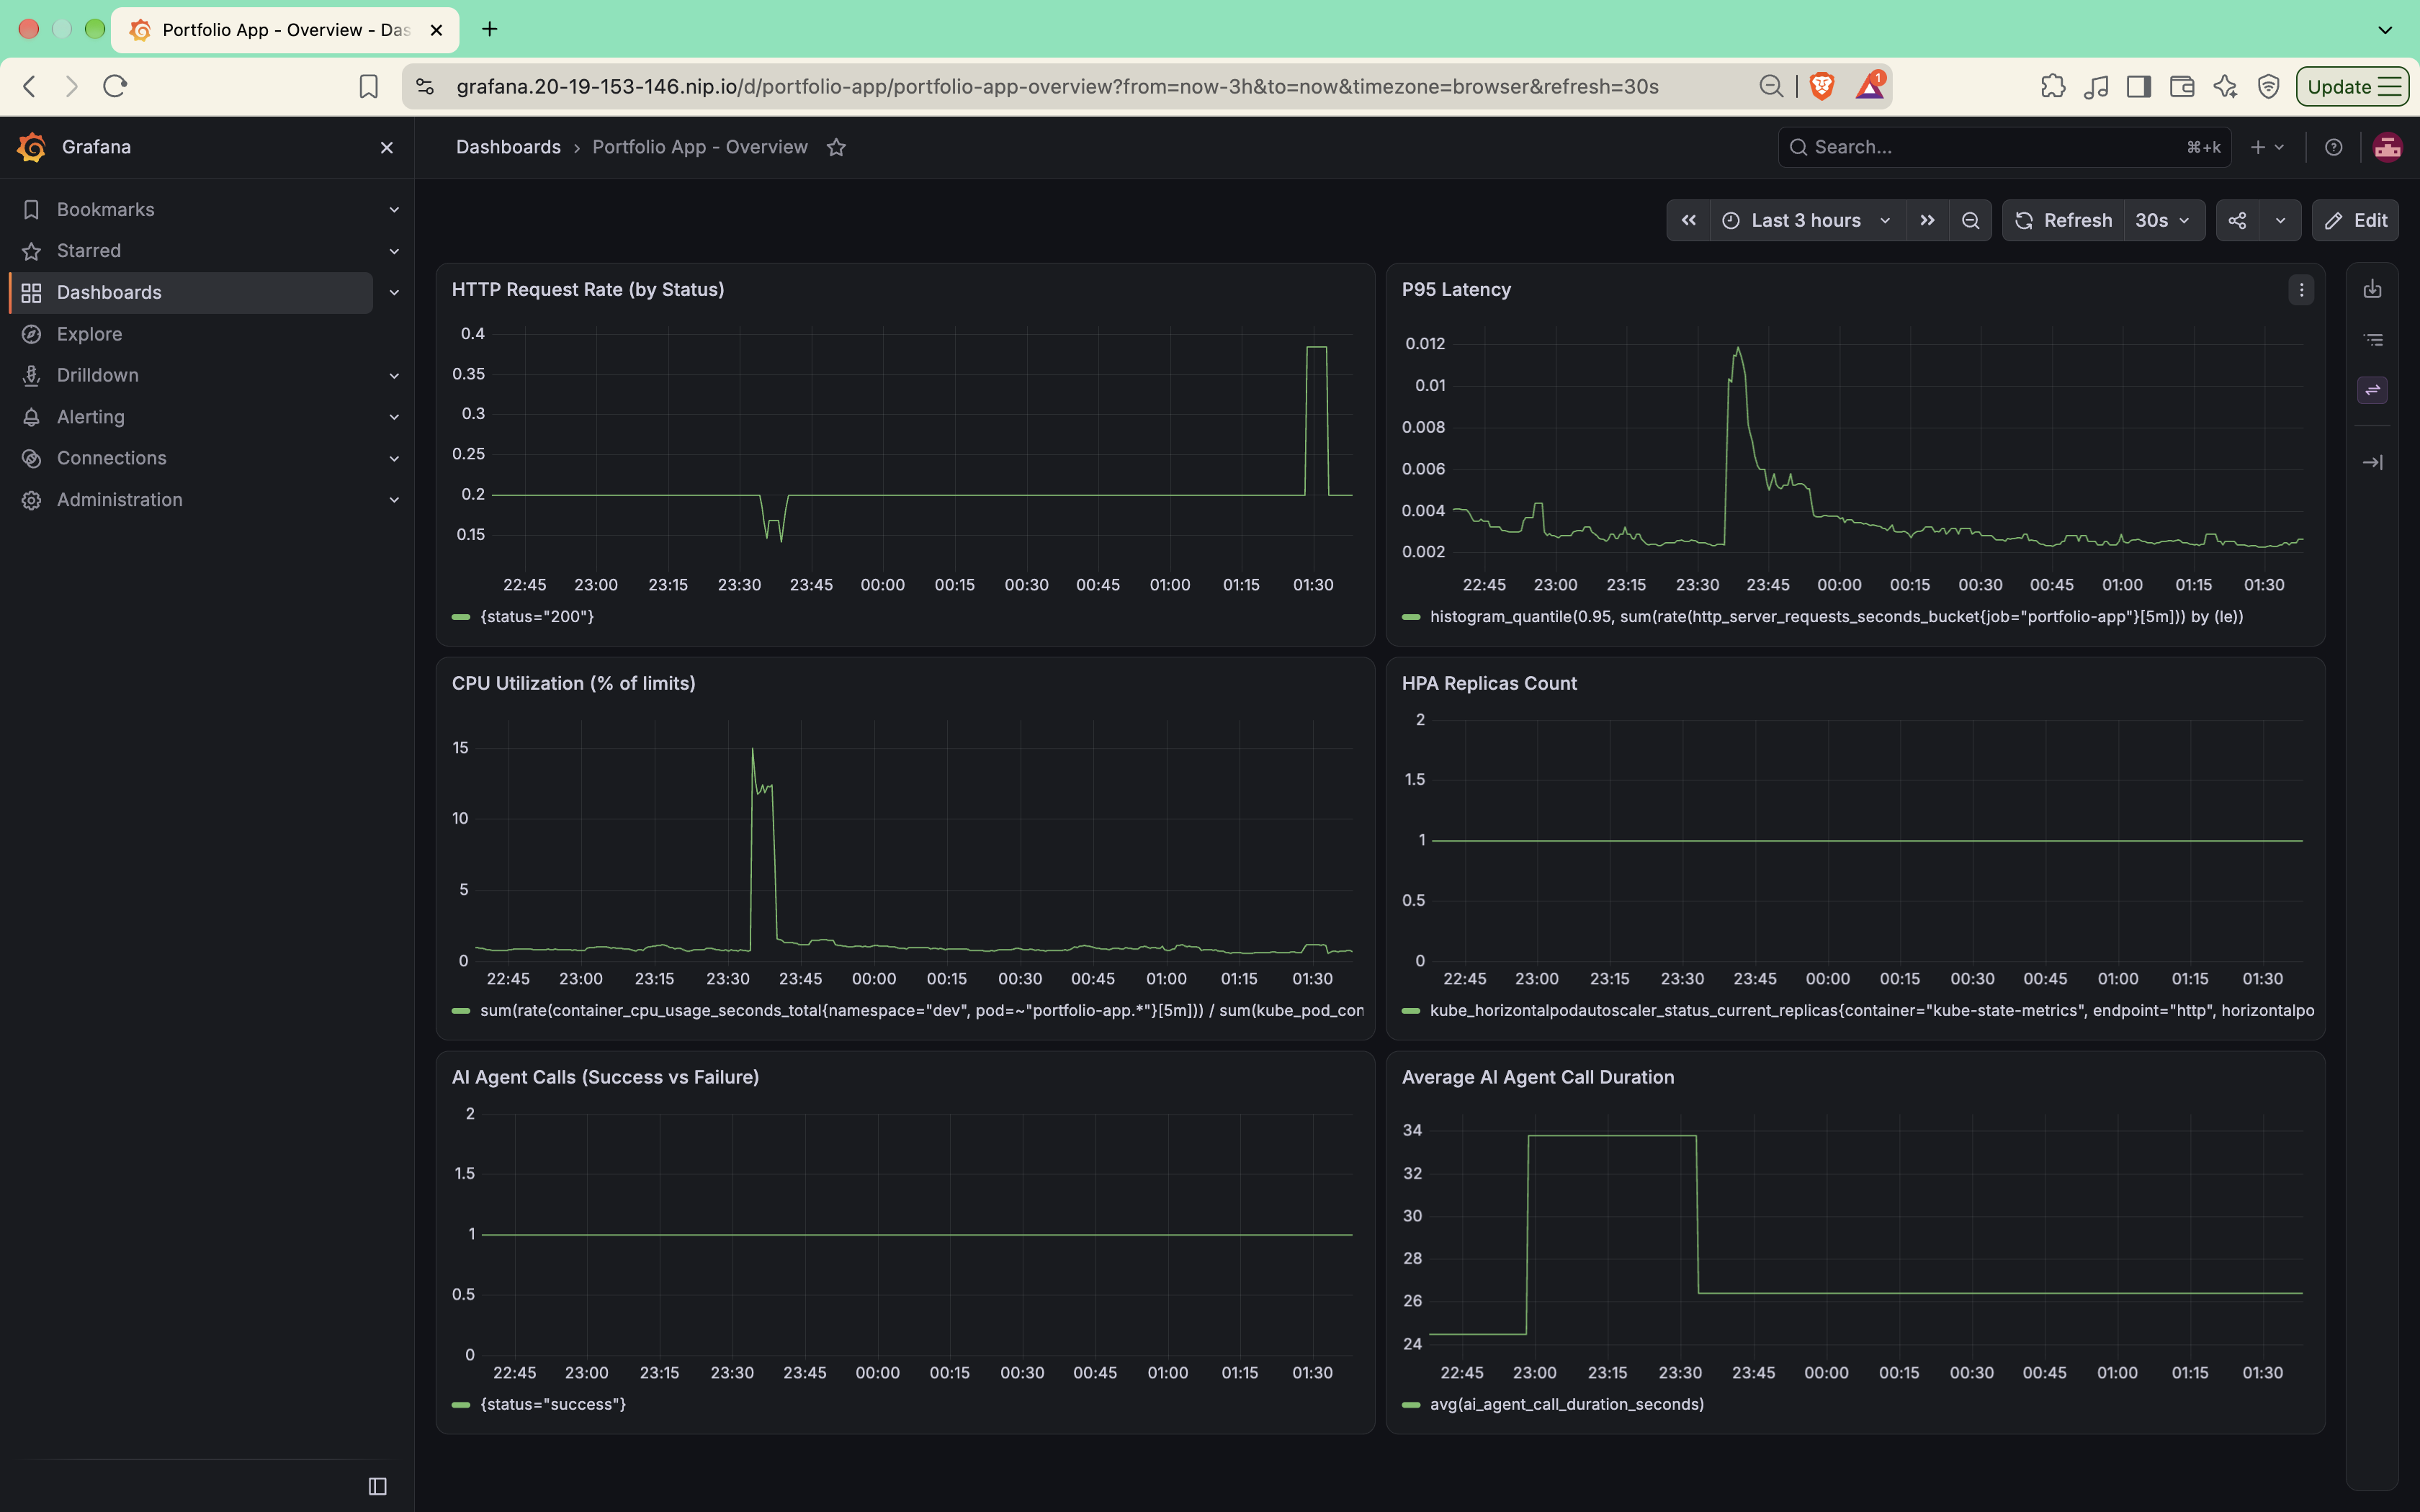 Portfolio App - Overview - Das
grafana.20-19-153-146.nip.io/d/portfolio-app/portfolio-app-overview?from=now-3h&to=now&timezone=browser&refresh=30s
1
Update
Grafana
Dashboards › Portfolio App - Overview
Search...
⌘+k
Bookmarks
Starred
Dashboards
Explore
Drilldown
Alerting
Connections
Administration
Last 3 hours
Refresh
30s
Edit
HTTP Request Rate (by Status)
0.4
0.35
0.3
0.25
0.2
0.15
22:45 23:00 23:15 23:30 23:45 00:00 00:15 00:30 00:45 01:00 01:15 01:30
{status="200"}
P95 Latency
0.012
0.01
0.008
0.006
0.004
0.002
22:45 23:00 23:15 23:30 23:45 00:00 00:15 00:30 00:45 01:00 01:15 01:30
histogram_quantile(0.95, sum(rate(http_server_requests_seconds_bucket{job="portfolio-app"}[5m])) by (le))
CPU Utilization (% of limits)
15
10
5
0
22:45 23:00 23:15 23:30 23:45 00:00 00:15 00:30 00:45 01:00 01:15 01:30
sum(rate(container_cpu_usage_seconds_total{namespace="dev", pod=~"portfolio-app.*"}[5m])) / sum(kube_pod_con
HPA Replicas Count
2
1.5
1
0.5
0
22:45 23:00 23:15 23:30 23:45 00:00 00:15 00:30 00:45 01:00 01:15 01:30
kube_horizontalpodautoscaler_status_current_replicas{container="kube-state-metrics", endpoint="http", horizontalpo
AI Agent Calls (Success vs Failure)
2
1.5
1
0.5
0
22:45 23:00 23:15 23:30 23:45 00:00 00:15 00:30 00:45 01:00 01:15 01:30
{status="success"}
Average AI Agent Call Duration
34
32
30
28
26
24
22:45 23:00 23:15 23:30 23:45 00:00 00:15 00:30 00:45 01:00 01:15 01:30
avg(ai_agent_call_duration_seconds)